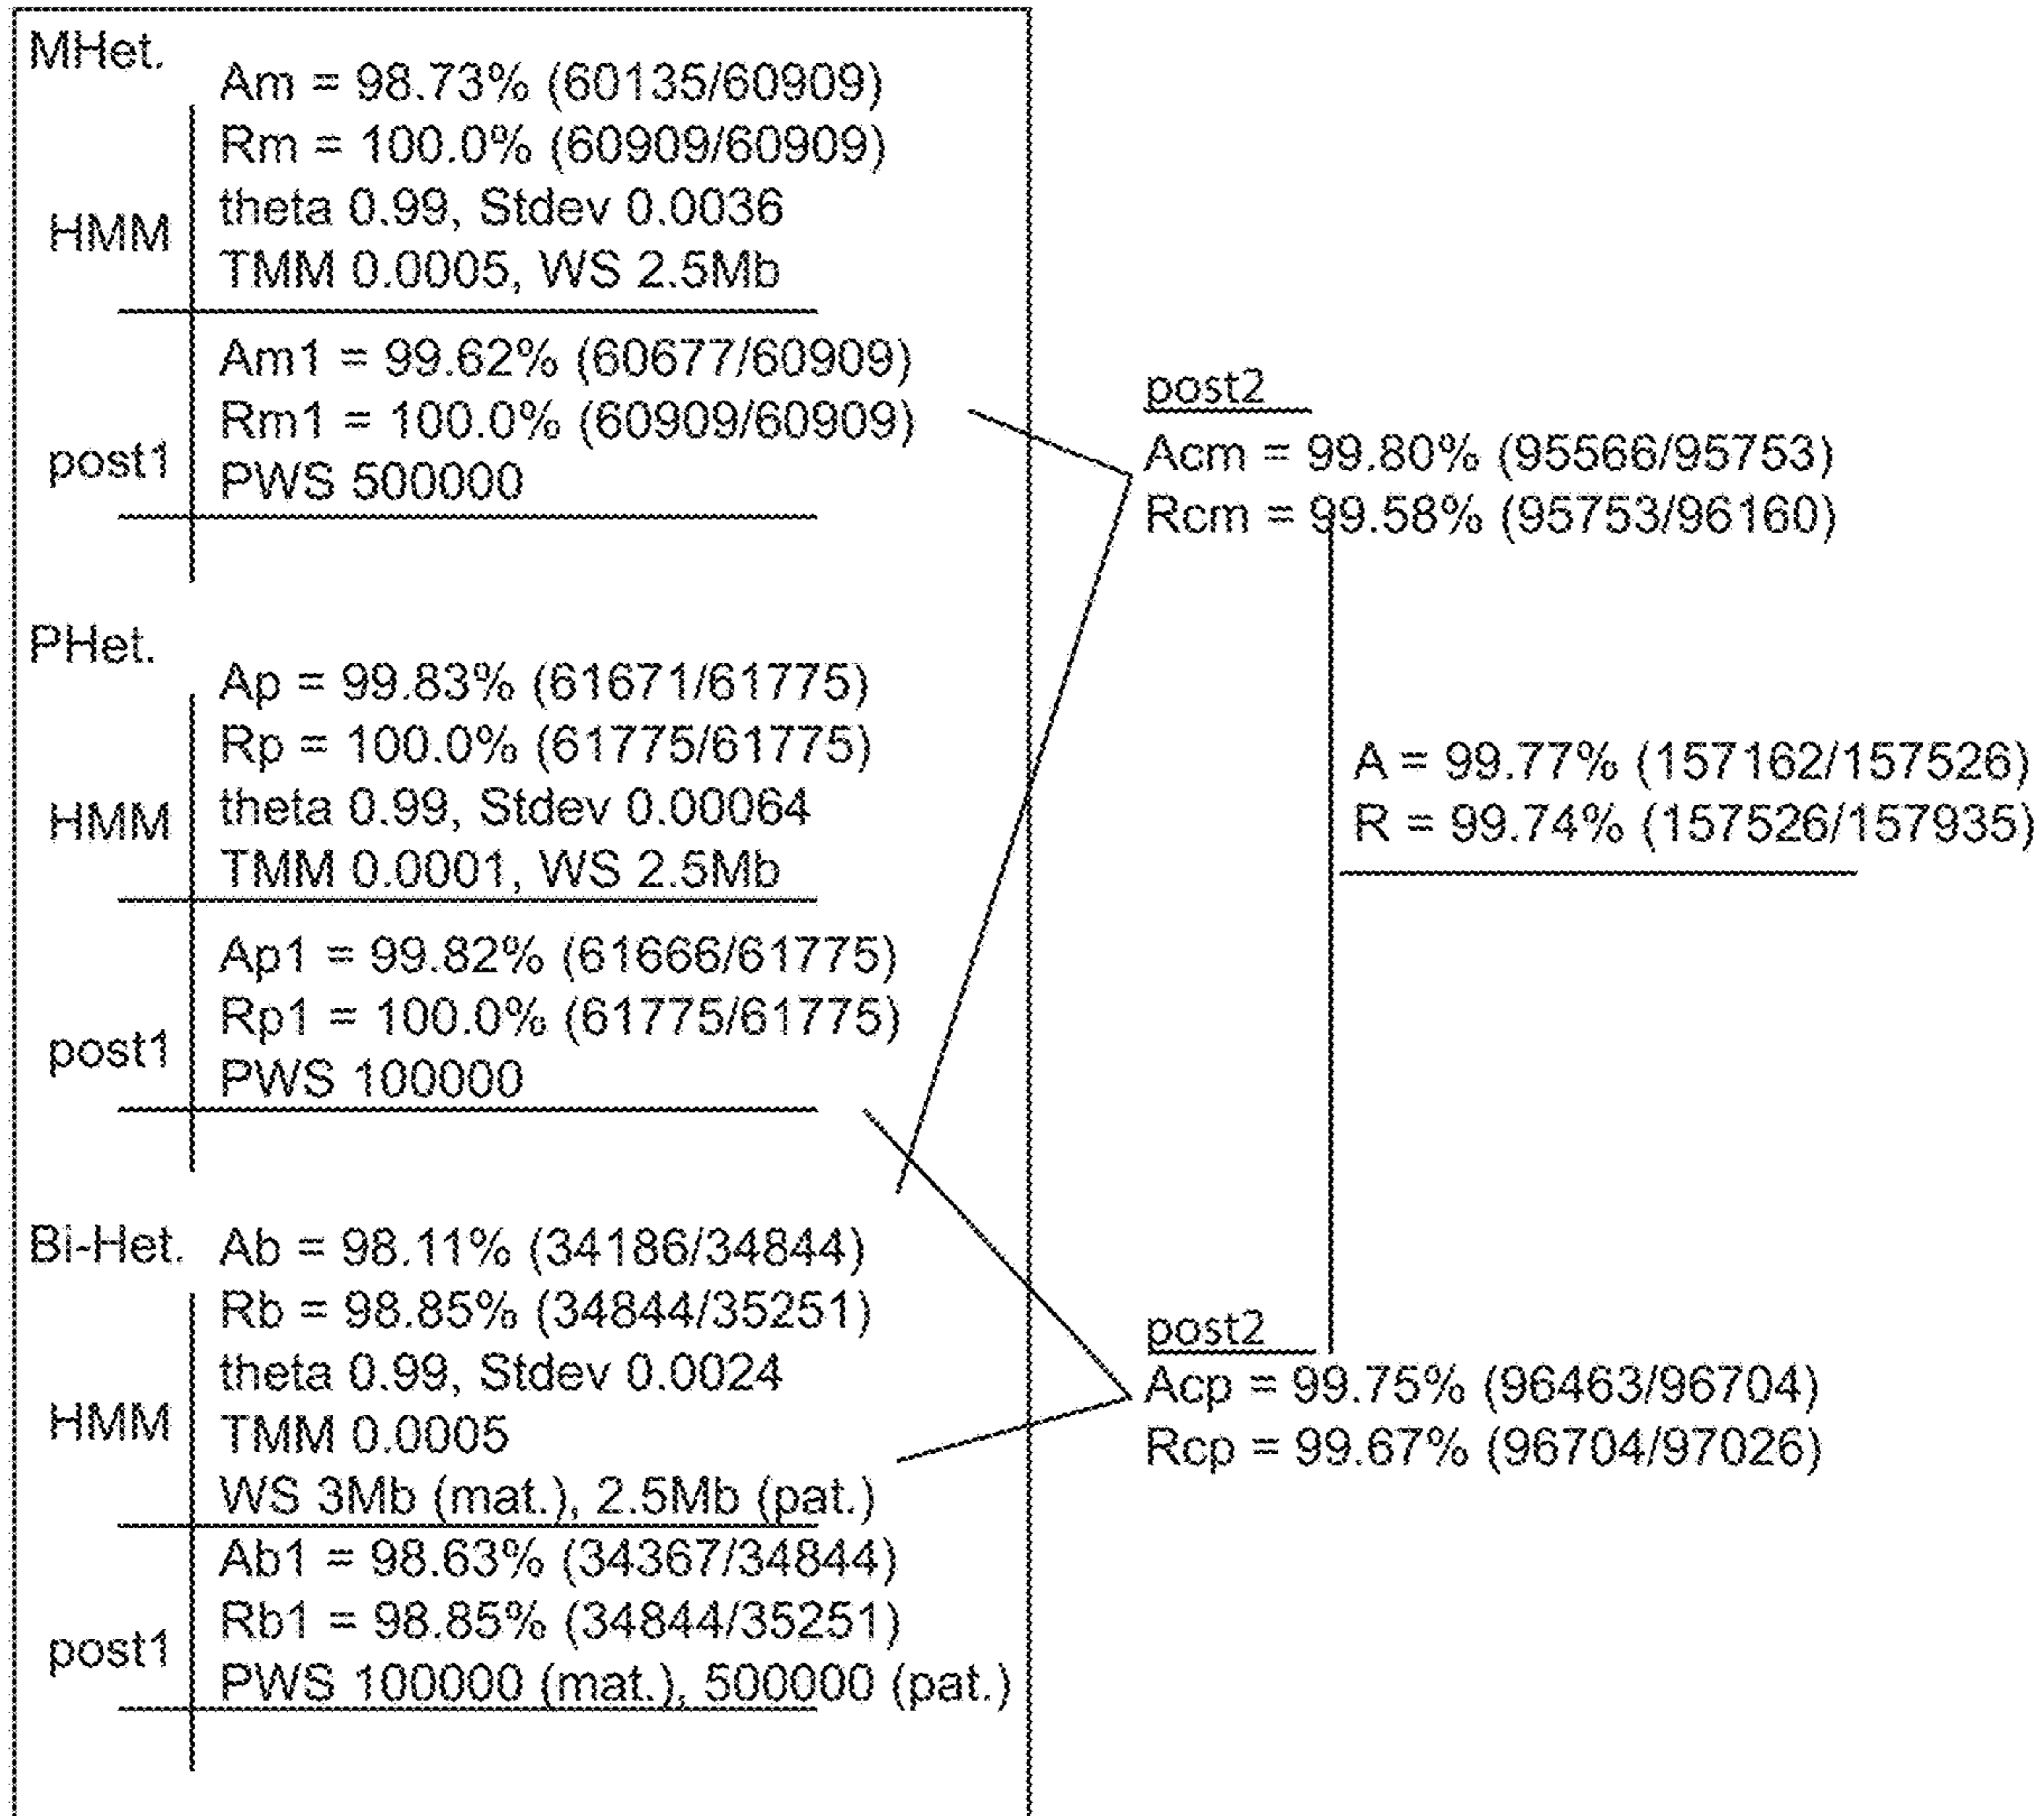 MHet.
Am = 98.73% (60135/60909)
Rm = 100.0% (60909/60909)
theta 0.99, Stdev 0.0036
HMM
TMM 0.0005, WS 2.5Mb
Am1 = 99.62% (60677/60909)
Rm1 = 100.0% (60909/60909)
post1
PWS 500000
PHet.
Ap = 99.83% (61671/61775)
Rp = 100.0% (61775/61775)
theta 0.99, Stdev 0.00064
HMM
TMM 0.0001, WS 2.5Mb
Ap1 = 99.82% (61666/61775)
Rp1 = 100.0% (61775/61775)
post1
PWS 100000
Bi-Het.
Ab = 98.11% (34186/34844)
Rb = 98.85% (34844/35251)
theta 0.99, Stdev 0.0024
HMM
TMM 0.0005
WS 3Mb (mat.), 2.5Mb (pat.)
Ab1 = 98.63% (34367/34844)
Rb1 = 98.85% (34844/35251)
post1
PWS 100000 (mat.), 500000 (pat.)
post2
Acm = 99.80% (95566/95753)
Rcm = 99.58% (95753/96160)
post2
Acp = 99.75% (96463/96704)
Rcp = 99.67% (96704/97026)
A = 99.77% (157162/157526)
R = 99.74% (157526/157935)